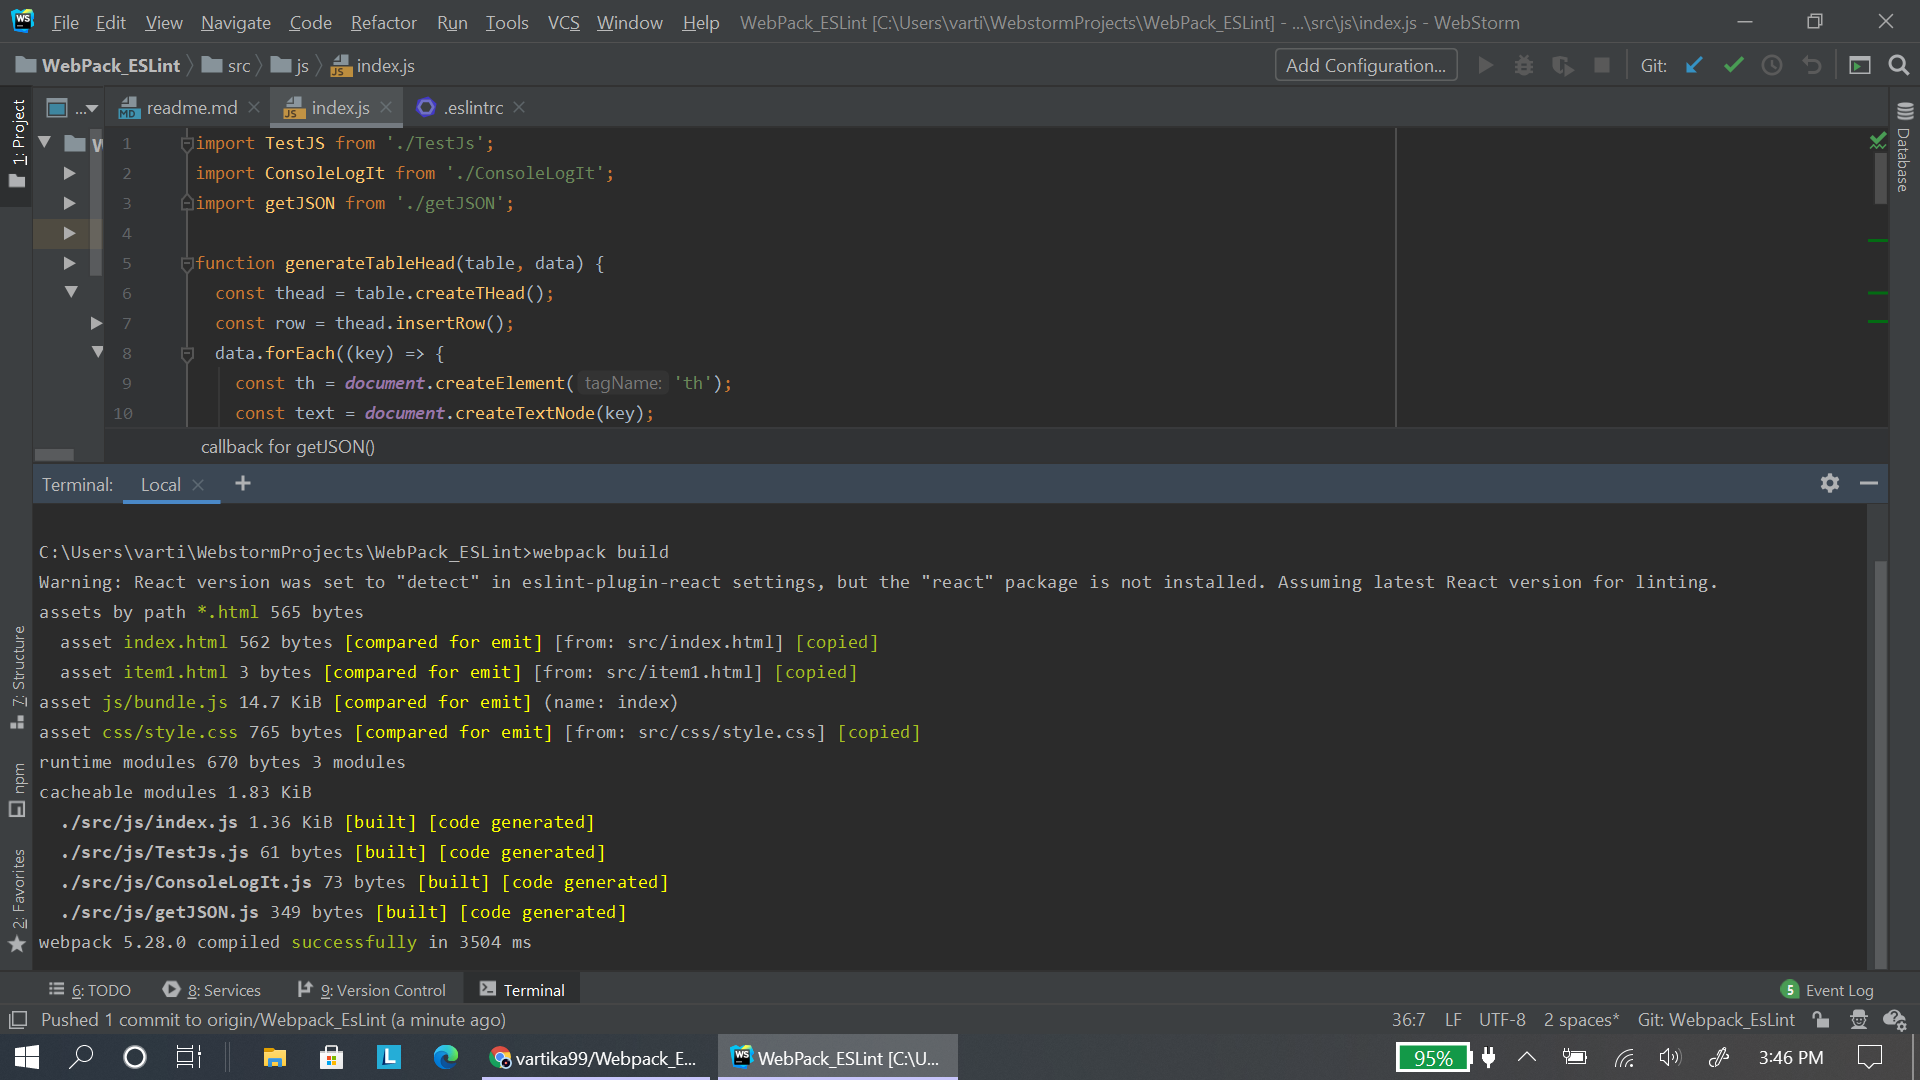 WS File Edit View Navigate Code Refactor Run Tools VCS Window Help WebPack_ESLint [C:\Users\varti\WebstormProjects\WebPack_ESLint] - ...\src\js\index.js - WebStorm
WebPack_ESLint src js JS index.js Add Configuration... Git:
1: Project ... MD readme.md JS index.js .eslintrc
W
1 import TestJS from './TestJs';
2 import ConsoleLogIt from './ConsoleLogIt';
3 import getJSON from './getJSON';
4
5 function generateTableHead(table, data) {
6 const thead = table.createTHead();
7 const row = thead.insertRow();
8 data.forEach((key) => {
9 const th = document.createElement( tagName: 'th');
10 const text = document.createTextNode(key);
callback for getJSON()
Database
Terminal: Local +
C:\Users\varti\WebstormProjects\WebPack_ESLint>webpack build
Warning: React version was set to "detect" in eslint-plugin-react settings, but the "react" package is not installed. Assuming latest React version for linting.
assets by path *.html 565 bytes
asset index.html 562 bytes [compared for emit] [from: src/index.html] [copied]
asset item1.html 3 bytes [compared for emit] [from: src/item1.html] [copied]
asset js/bundle.js 14.7 KiB [compared for emit] (name: index)
asset css/style.css 765 bytes [compared for emit] [from: src/css/style.css] [copied]
runtime modules 670 bytes 3 modules
cacheable modules 1.83 KiB
./src/js/index.js 1.36 KiB [built] [code generated]
./src/js/TestJs.js 61 bytes [built] [code generated]
./src/js/ConsoleLogIt.js 73 bytes [built] [code generated]
./src/js/getJSON.js 349 bytes [built] [code generated]
webpack 5.28.0 compiled successfully in 3504 ms
7: Structure
npm
2: Favorites
6: TODO 8: Services 9: Version Control Terminal 5 Event Log
Pushed 1 commit to origin/Webpack_EsLint (a minute ago) 36:7 LF UTF-8 2 spaces* Git: Webpack_EsLint
L vartika99/Webpack_E... WS WebPack_ESLint [C:\U... 95% 3:46 PM